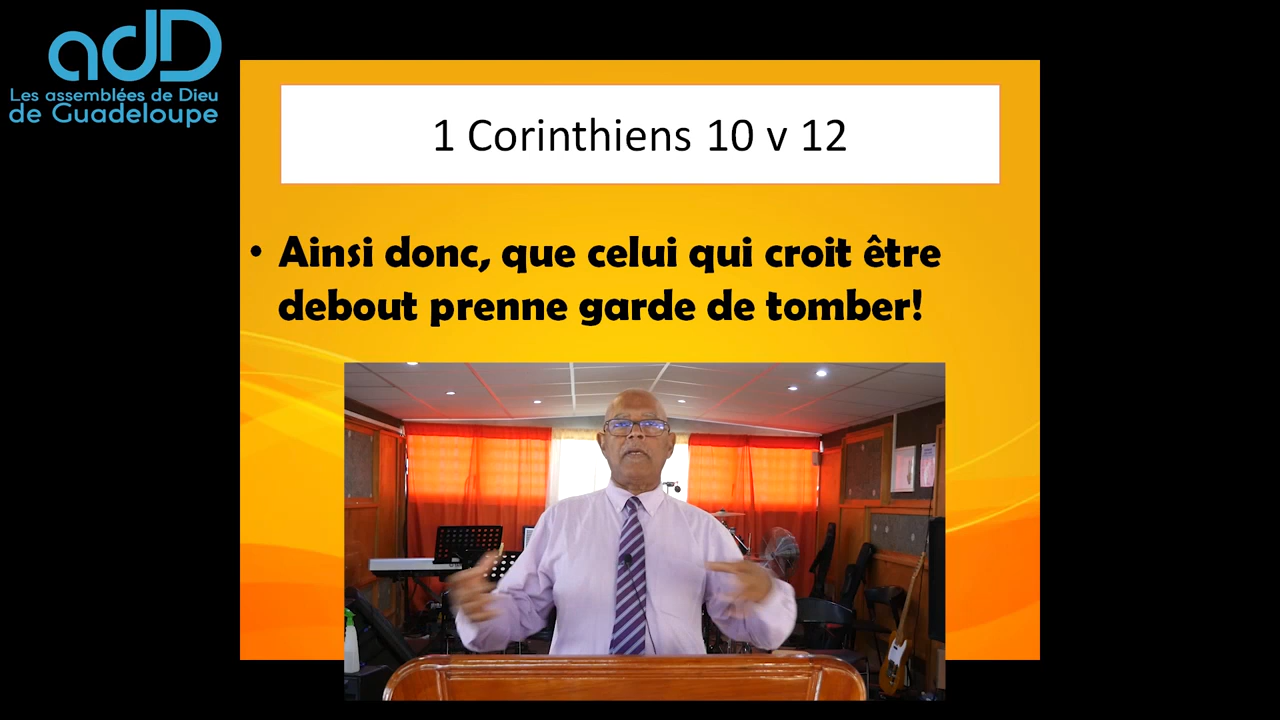 adD
Les assemblées de Dieu
de Guadeloupe
1 Corinthiens 10 v 12
• Ainsi donc, que celui qui croit être
debout prenne garde de tomber!